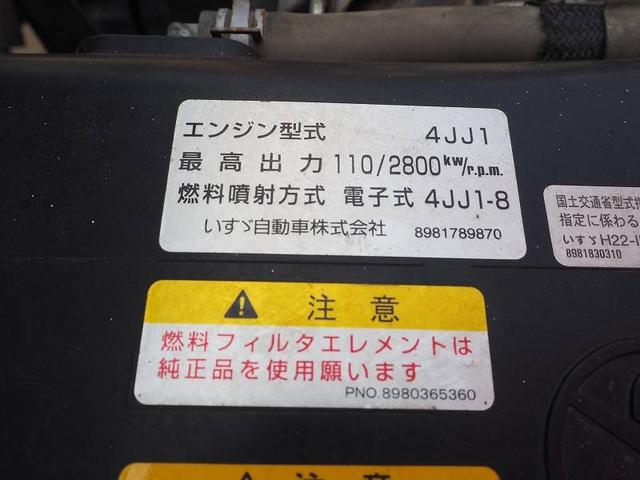 エンジン型式 4JJ1
最高出力 110/2800kW/r.p.m.
燃料噴射方式 電子式 4JJ1-8
いすゞ自動車株式会社 8981789870
国土交通省型式指
指定に係わる
いすゞH22-
8981830310
注意
燃料フィルタエレメントは
純正品を使用願います
PNO.8980365360
注意